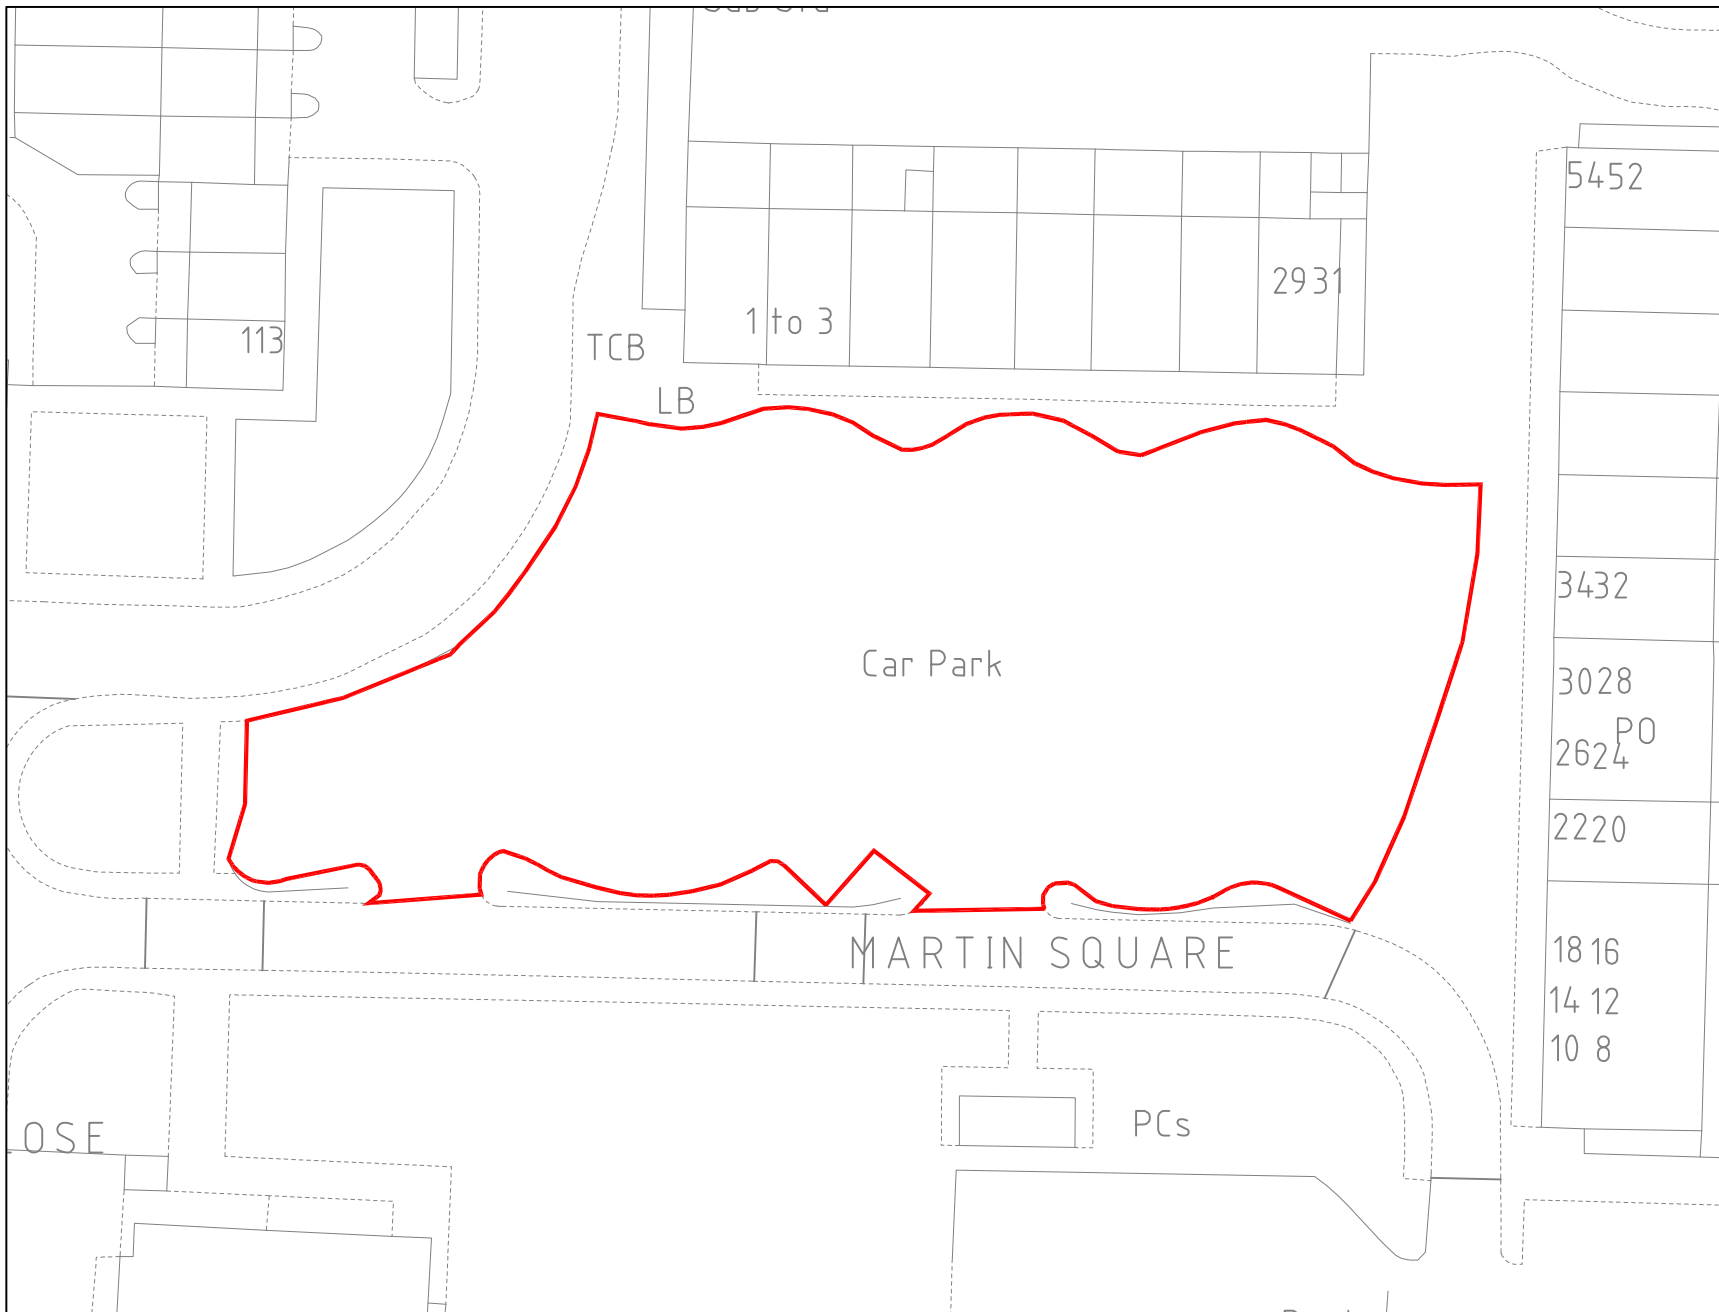 5452
2931
1 to 3
113
TCB
LB
3432
Car Park
3028
PO
2624
2220
MARTIN SQUARE
18 16
14 12
10 8
PCs
OSE